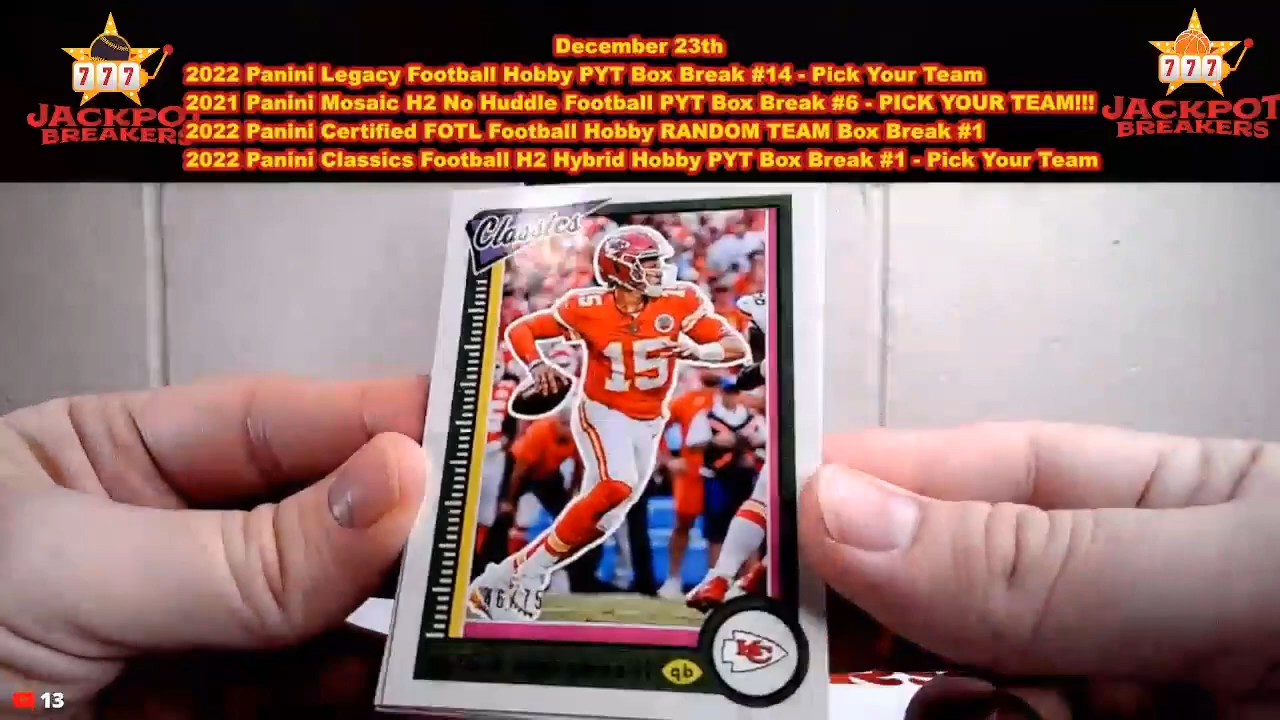 December 23th
2022 Panini Legacy Football Hobby PYT Box Break #14 - Pick Your Team
2021 Panini Mosaic H2 No Huddle Football PYT Box Break #6 - PICK YOUR TEAM!!!
2022 Panini Certified FOTL Football Hobby RANDOM TEAM Box Break #1
2022 Panini Classics Football H2 Hybrid Hobby PYT Box Break #1 - Pick Your Team
777
JACKPOT
BREAKERS
777
JACKPOT
BREAKERS
Classics
15
15
46/75
qb
KC
13